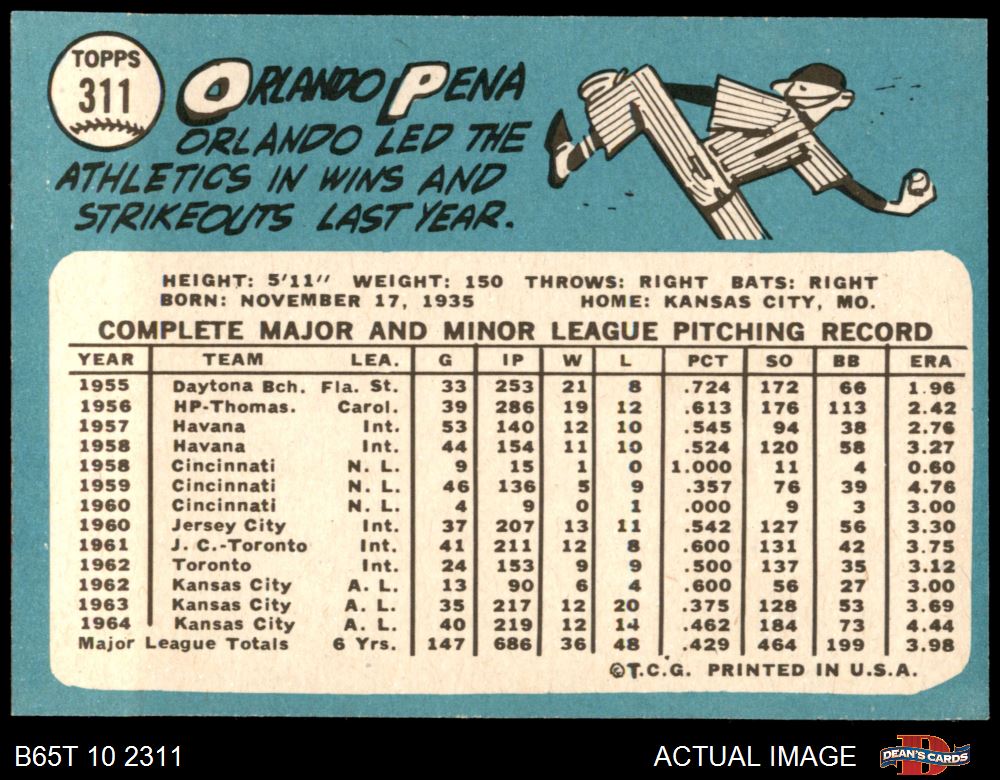 TOPPS
311
ORLANDO PENA
ORLANDO LED THE
ATHLETICS IN WINS AND
STRIKEOUTS LAST YEAR.
HEIGHT: 5'11" WEIGHT: 150 THROWS: RIGHT BATS: RIGHT
BORN: NOVEMBER 17, 1935 HOME: KANSAS CITY, MO.
COMPLETE MAJOR AND MINOR LEAGUE PITCHING RECORD
YEAR TEAM LEA. G IP W L PCT SO BB ERA
1955 Daytona Bch. Fla. St. 33 253 21 8 .724 172 66 1.96
1956 HP-Thomas. Carol. 39 286 19 12 .613 176 113 2.42
1957 Havana Int. 53 140 12 10 .545 94 38 2.76
1958 Havana Int. 44 154 11 10 .524 120 58 3.27
1958 Cincinnati N. L. 9 15 1 0 1.000 11 4 0.60
1959 Cincinnati N. L. 46 136 5 9 .357 76 39 4.76
1960 Cincinnati N. L. 4 9 0 1 .000 9 3 3.00
1960 Jersey City Int. 37 207 13 11 .542 127 56 3.30
1961 J. C.-Toronto Int. 41 211 12 8 .600 131 42 3.75
1962 Toronto Int. 24 153 9 9 .500 137 35 3.12
1962 Kansas City A. L. 13 90 6 4 .600 56 27 3.00
1963 Kansas City A. L. 35 217 12 20 .375 128 53 3.69
1964 Kansas City A. L. 40 219 12 14 .462 184 73 4.44
Major League Totals 6 Yrs. 147 686 36 48 .429 464 199 3.98
©T.C.G. PRINTED IN U.S.A.
B65T 10 2311 ACTUAL IMAGE DEAN'S CARDS